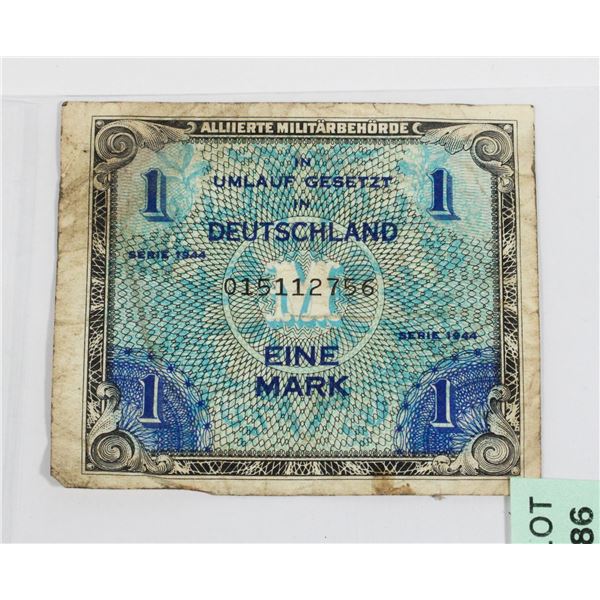 ALLIIERTE MILITÄRBEHÖRDE
1 1
IN
UMLAUF GESETZT
IN
DEUTSCHLAND
SERIE 1944
015112756
M
SERIE 1944
EINE
MARK
1 1
LOT
86